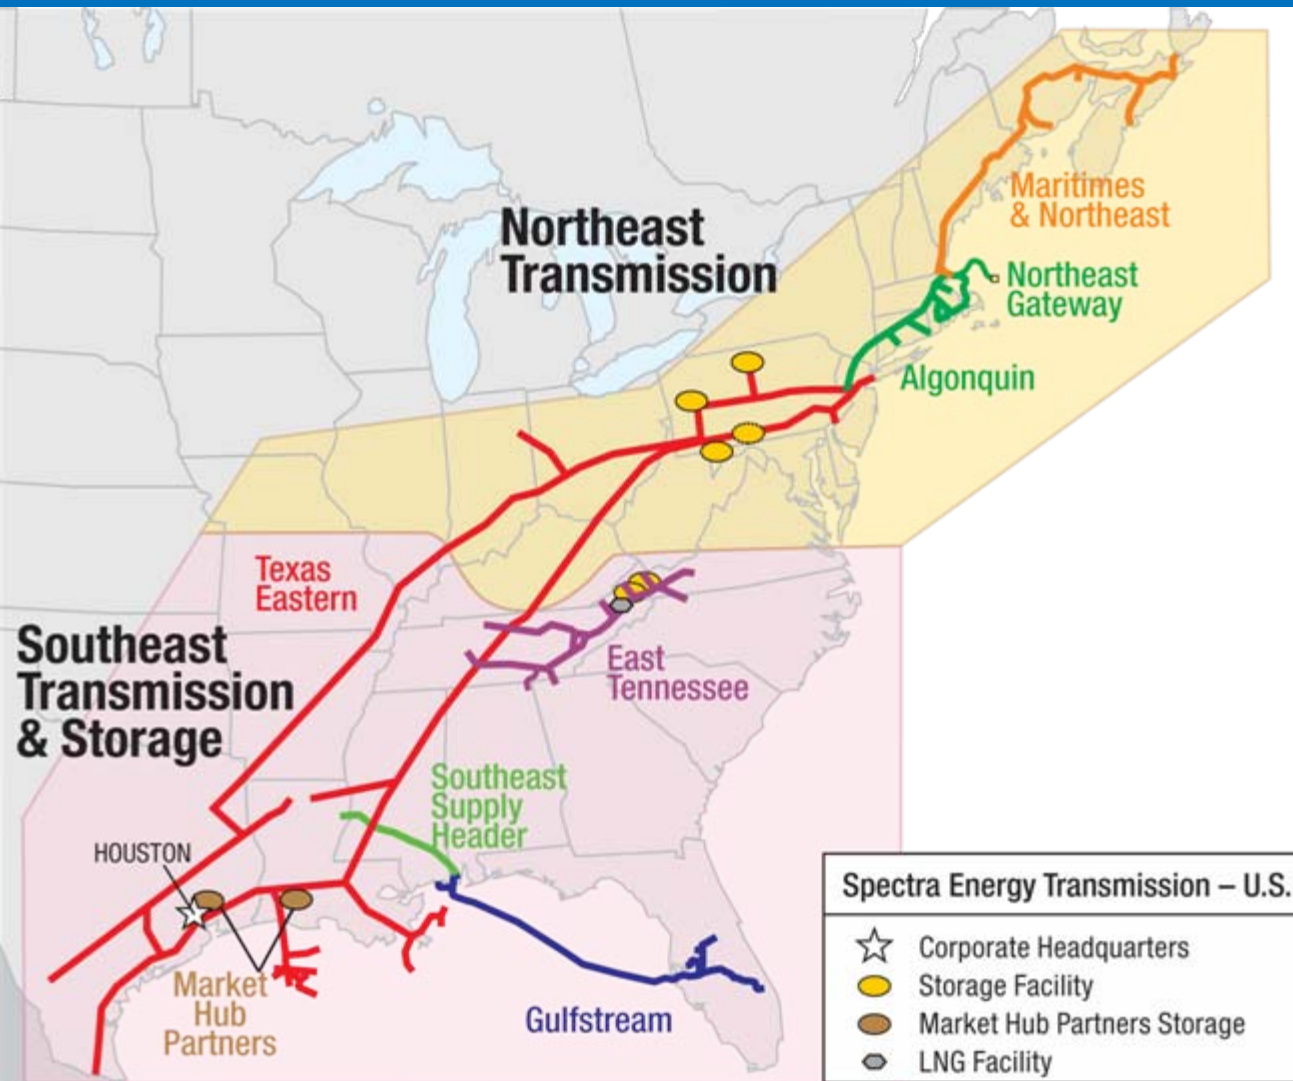 Northeast
Transmission
Maritimes
& Northeast
Northeast
Gateway
Algonquin
Texas
Eastern
Southeast
Transmission
& Storage
East
Tennessee
Southeast
Supply
Header
HOUSTON
Market
Hub
Partners
Gulfstream
Spectra Energy Transmission – U.S.
Corporate Headquarters
Storage Facility
Market Hub Partners Storage
LNG Facility